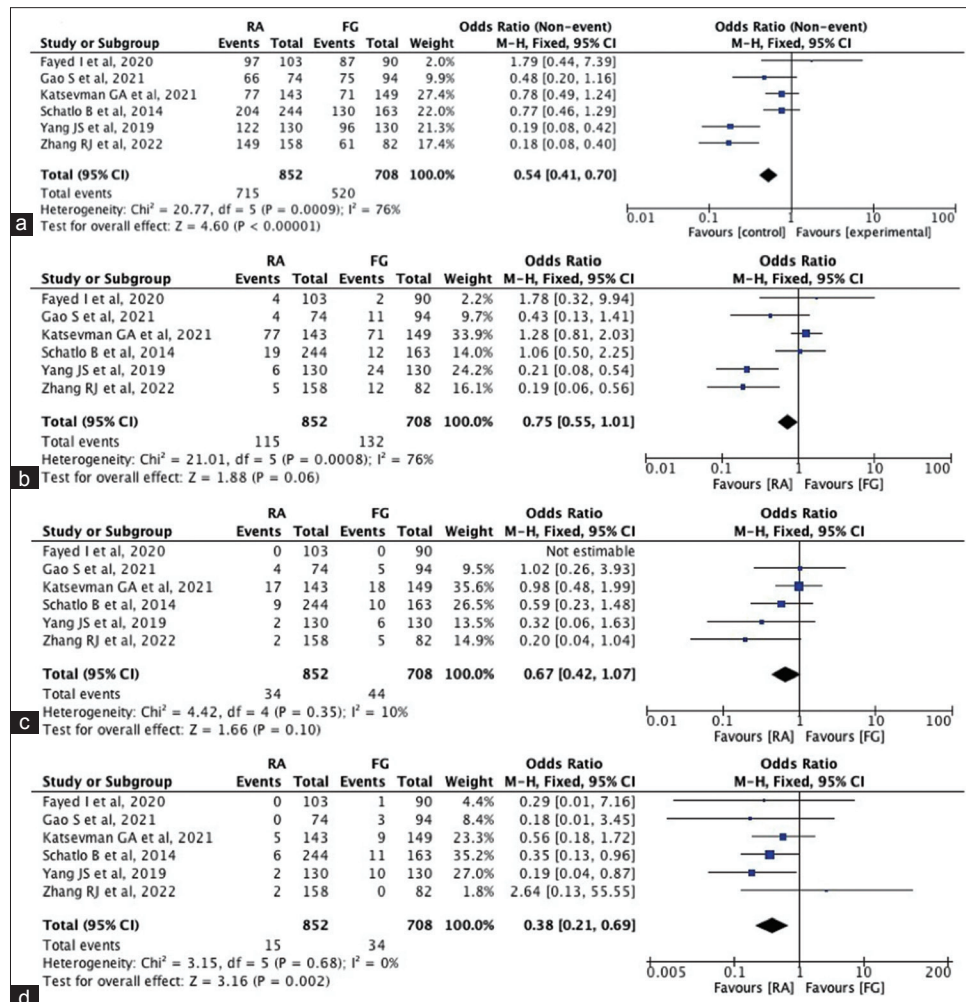 RA FG Odds Ratio (Non-event) Odds Ratio (Non-event)
Study or Subgroup Events Total Events Total Weight M-H, Fixed, 95% CI M-H, Fixed, 95% CI
Fayed I et al, 2020 97 103 87 90 2.0% 1.79 [0.44, 7.39]
Gao S et al, 2021 66 74 75 94 9.9% 0.48 [0.20, 1.16]
Katsevman GA et al, 2021 77 143 71 149 27.4% 0.78 [0.49, 1.24]
Schatlo B et al, 2014 204 244 130 163 22.0% 0.77 [0.46, 1.29]
Yang JS et al, 2019 122 130 96 130 21.3% 0.19 [0.08, 0.42]
Zhang RJ et al, 2022 149 158 61 82 17.4% 0.18 [0.08, 0.40]
Total (95% CI) 852 708 100.0% 0.54 [0.41, 0.70]
Total events 715 520
Heterogeneity: Chi² = 20.77, df = 5 (P = 0.0009); I² = 76%
Test for overall effect: Z = 4.60 (P < 0.00001)
0.01 0.1 1 10 100
Favours [control] Favours [experimental]
a
RA FG Odds Ratio Odds Ratio
Study or Subgroup Events Total Events Total Weight M-H, Fixed, 95% CI M-H, Fixed, 95% CI
Fayed I et al, 2020 4 103 2 90 2.2% 1.78 [0.32, 9.94]
Gao S et al, 2021 4 74 11 94 9.7% 0.43 [0.13, 1.41]
Katsevman GA et al, 2021 77 143 71 149 33.9% 1.28 [0.81, 2.03]
Schatlo B et al, 2014 19 244 12 163 14.0% 1.06 [0.50, 2.25]
Yang JS et al, 2019 6 130 24 130 24.2% 0.21 [0.08, 0.54]
Zhang RJ et al, 2022 5 158 12 82 16.1% 0.19 [0.06, 0.56]
Total (95% CI) 852 708 100.0% 0.75 [0.55, 1.01]
Total events 115 132
Heterogeneity: Chi² = 21.01, df = 5 (P = 0.0008); I² = 76%
Test for overall effect: Z = 1.88 (P = 0.06)
0.01 0.1 1 10 100
Favours [RA] Favours [FG]
b
RA FG Odds Ratio Odds Ratio
Study or Subgroup Events Total Events Total Weight M-H, Fixed, 95% CI M-H, Fixed, 95% CI
Fayed I et al, 2020 0 103 0 90 Not estimable
Gao S et al, 2021 4 74 5 94 9.5% 1.02 [0.26, 3.93]
Katsevman GA et al, 2021 17 143 18 149 35.6% 0.98 [0.48, 1.99]
Schatlo B et al, 2014 9 244 10 163 26.5% 0.59 [0.23, 1.48]
Yang JS et al, 2019 2 130 6 130 13.5% 0.32 [0.06, 1.63]
Zhang RJ et al, 2022 2 158 5 82 14.9% 0.20 [0.04, 1.04]
Total (95% CI) 852 708 100.0% 0.67 [0.42, 1.07]
Total events 34 44
Heterogeneity: Chi² = 4.42, df = 4 (P = 0.35); I² = 10%
Test for overall effect: Z = 1.66 (P = 0.10)
0.01 0.1 1 10 100
Favours [RA] Favours [FG]
c
RA FG Odds Ratio Odds Ratio
Study or Subgroup Events Total Events Total Weight M-H, Fixed, 95% CI M-H, Fixed, 95% CI
Fayed I et al, 2020 0 103 1 90 4.4% 0.29 [0.01, 7.16]
Gao S et al, 2021 0 74 3 94 8.4% 0.18 [0.01, 3.45]
Katsevman GA et al, 2021 5 143 9 149 23.3% 0.56 [0.18, 1.72]
Schatlo B et al, 2014 6 244 11 163 35.2% 0.35 [0.13, 0.96]
Yang JS et al, 2019 2 130 10 130 27.0% 0.19 [0.04, 0.87]
Zhang RJ et al, 2022 2 158 0 82 1.8% 2.64 [0.13, 55.55]
Total (95% CI) 852 708 100.0% 0.38 [0.21, 0.69]
Total events 15 34
Heterogeneity: Chi² = 3.15, df = 5 (P = 0.68); I² = 0%
Test for overall effect: Z = 3.16 (P = 0.002)
0.005 0.1 1 10 200
Favours [RA] Favours [FG]
d